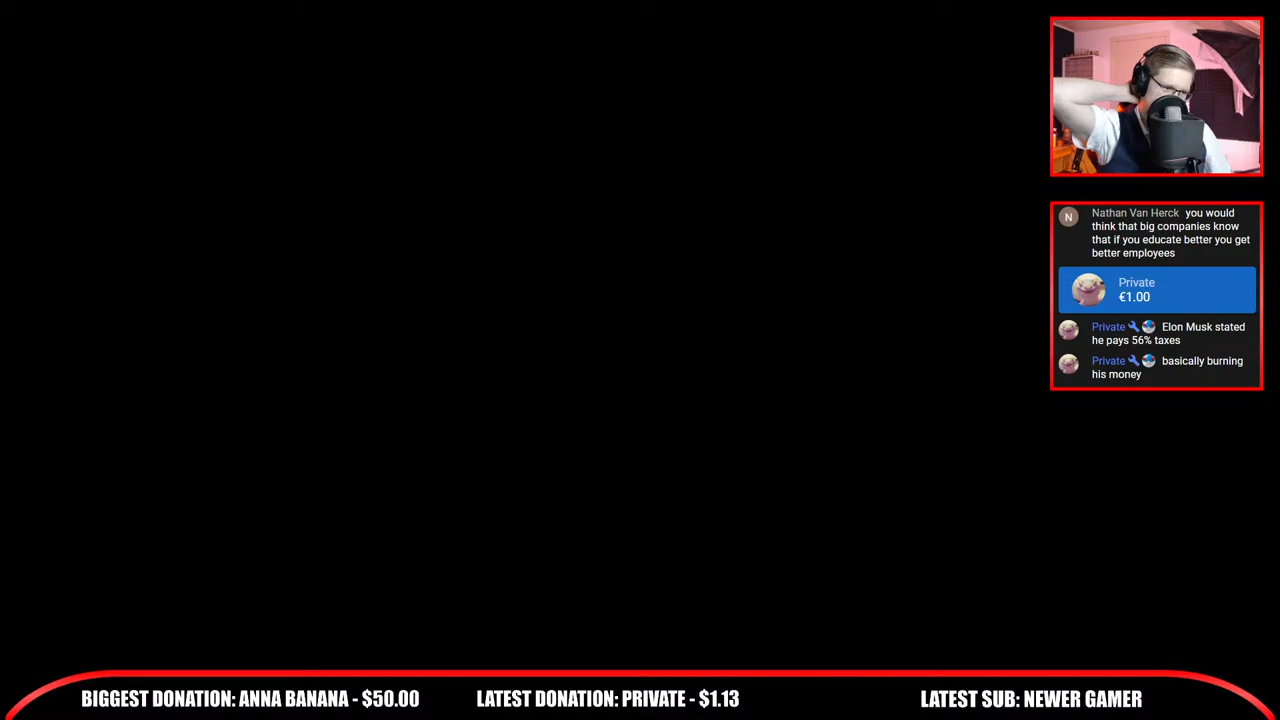 N Nathan Van Herck you would
think that big companies know
that if you educate better you get
better employees
Private
€1.00
Private Elon Musk stated
he pays 56% taxes
Private basically burning
his money
BIGGEST DONATION: ANNA BANANA - $50.00 LATEST DONATION: PRIVATE - $1.13 LATEST SUB: NEWER GAMER